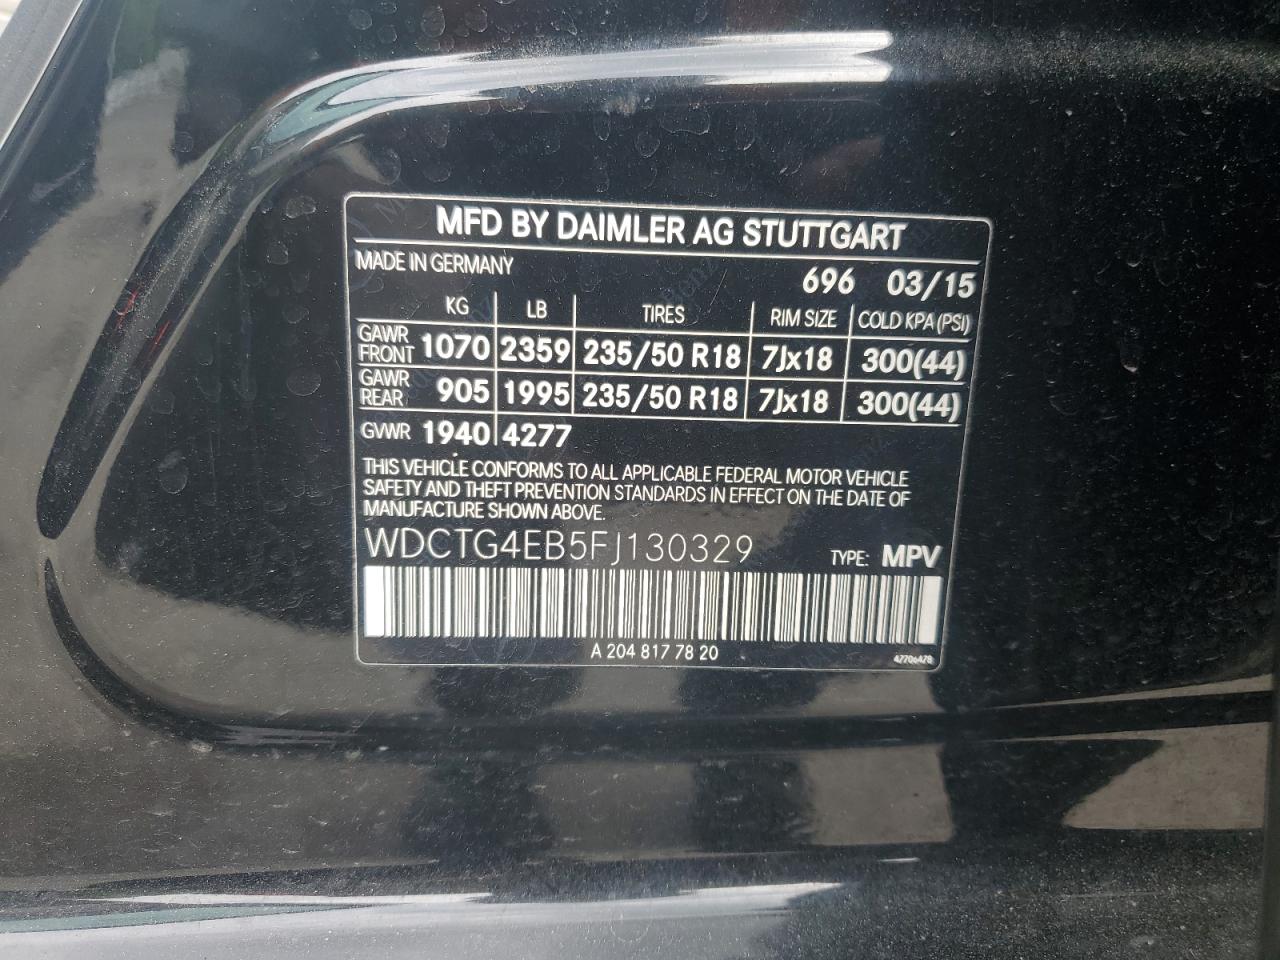 MFD BY DAIMLER AG STUTTGART
MADE IN GERMANY 696 03/15
KG LB TIRES RIM SIZE COLD KPA (PSI)
GAWR FRONT 1070 2359 235/50 R18 7Jx18 300(44)
GAWR REAR 905 1995 235/50 R18 7Jx18 300(44)
GVWR 1940 4277
THIS VEHICLE CONFORMS TO ALL APPLICABLE FEDERAL MOTOR VEHICLE
SAFETY AND THEFT PREVENTION STANDARDS IN EFFECT ON THE DATE OF
MANUFACTURE SHOWN ABOVE.
WDCTG4EB5FJ130329 TYPE: MPV
A 204 817 78 20